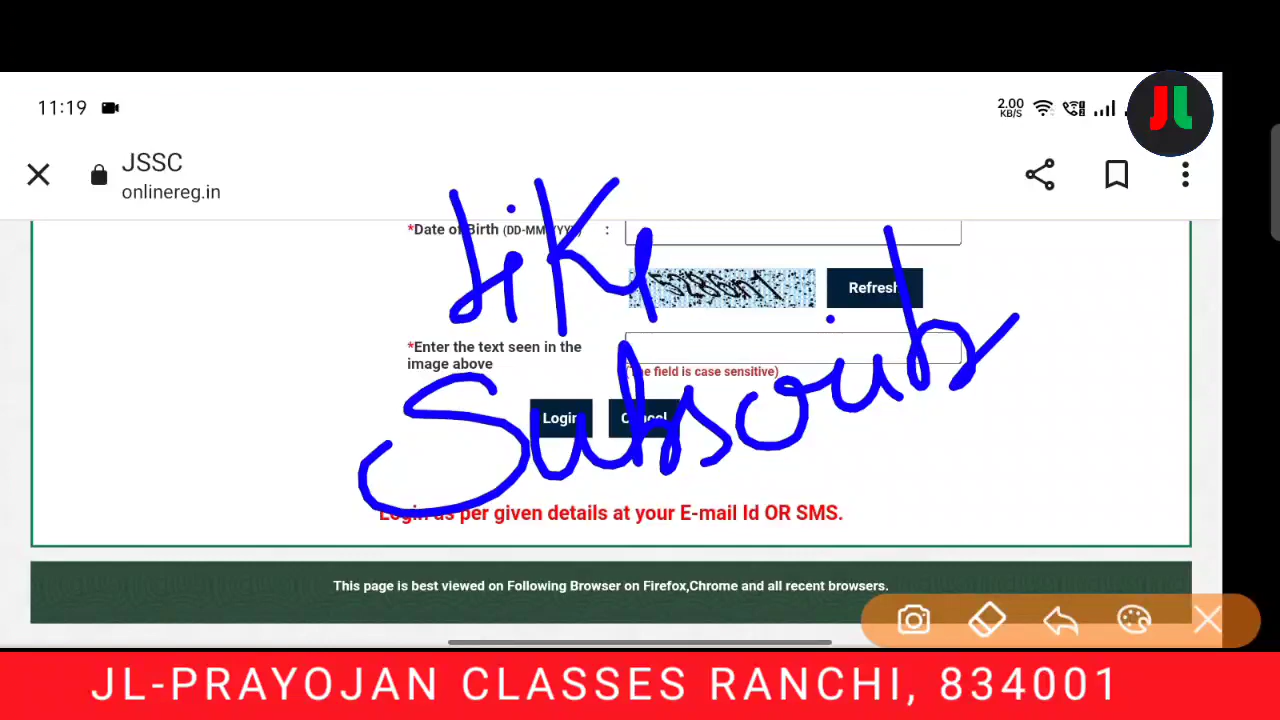 11:19
2.00 KB/S
JL
JSSC
onlinereg.in
*Date of Birth (DD-MM-YYYY) :
Like
Refresh
*Enter the text seen in the
image above
(The field is case sensitive)
Subscribe
Login Cancel
Login as per given details at your E-mail Id OR SMS.
This page is best viewed on Following Browser on Firefox,Chrome and all recent browsers.
JL-PRAYOJAN CLASSES RANCHI, 834001